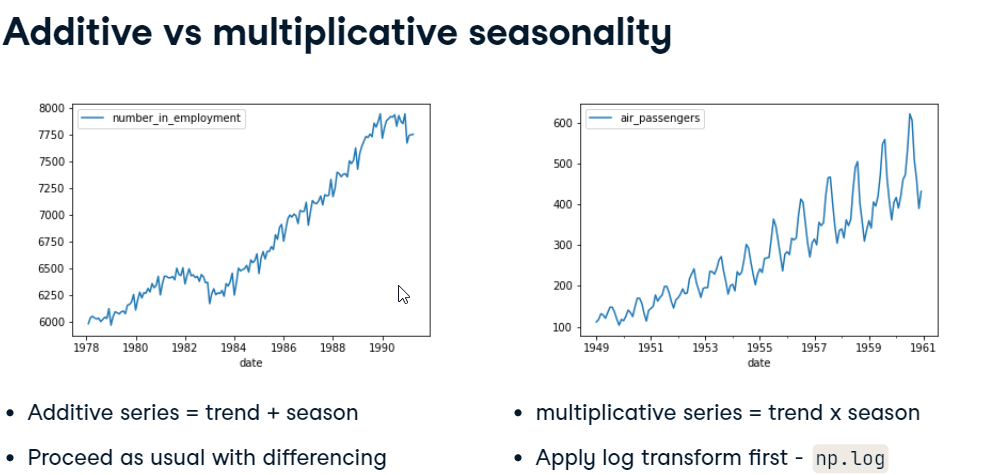 Additive vs multiplicative seasonality
number_in_employment
8000
7750
7500
7250
7000
6750
6500
6250
6000
1978 1980 1982 1984 1986 1988 1990
date
air_passengers
600
500
400
300
200
100
1949 1951 1953 1955 1957 1959 1961
date
• Additive series = trend + season
• Proceed as usual with differencing
• multiplicative series = trend x season
• Apply log transform first - np.log